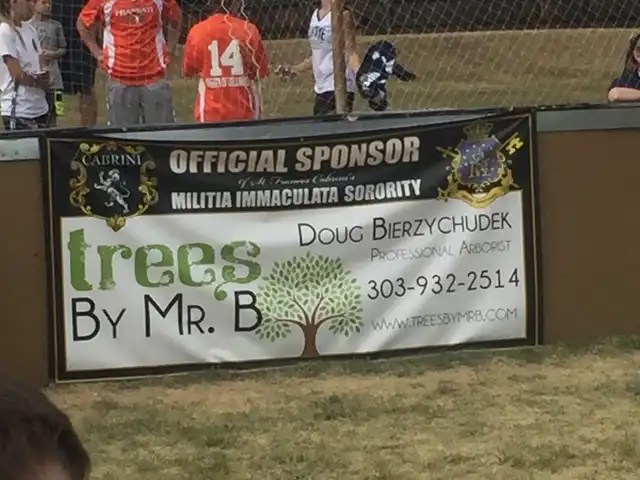 14
CABRINI
OFFICIAL SPONSOR
of St Frances Cabrini's
MILITIA IMMACULATA SORORITY
trees
BY MR. B
DOUG BIERZYCHUDEK
PROFESSIONAL ARBORIST
303-932-2514
WWW.TREESBYMRB.COM